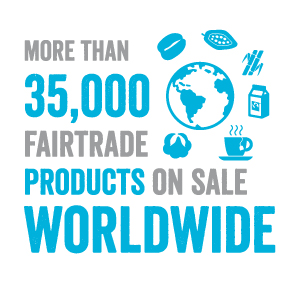 MORE THAN
35,000
FAIRTRADE
PRODUCTS ON SALE
WORLDWIDE